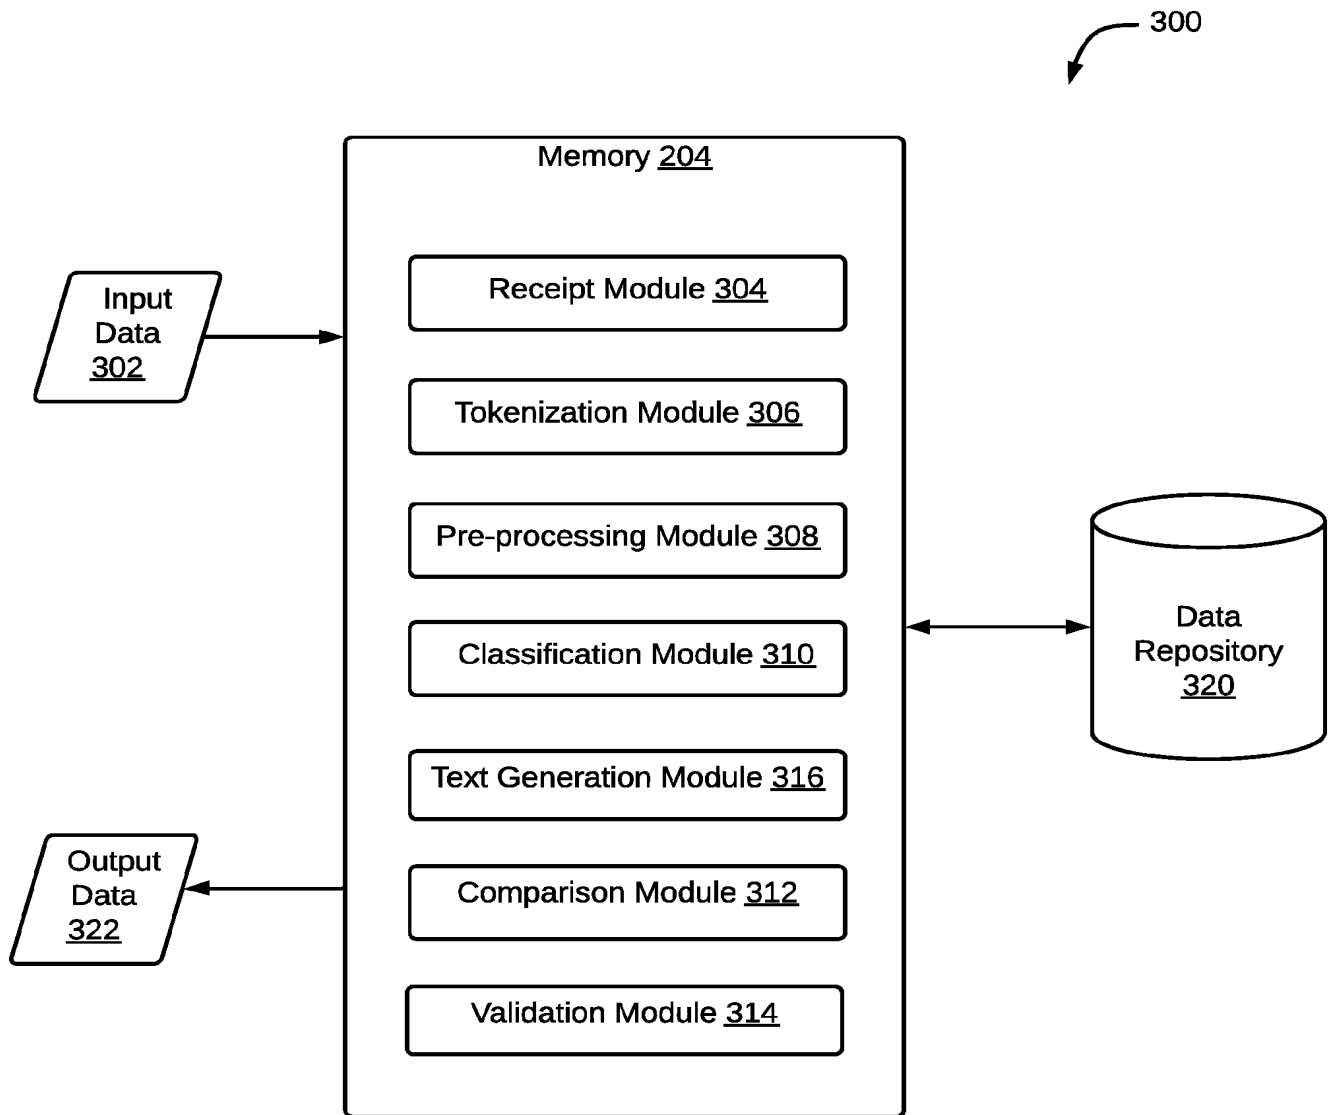 300
Memory 204
Receipt Module 304
Input
Data
302
Tokenization Module 306
Pre-processing Module 308
Classification Module 310
Data
Repository
320
Text Generation Module 316
Output
Data
322
Comparison Module 312
Validation Module 314